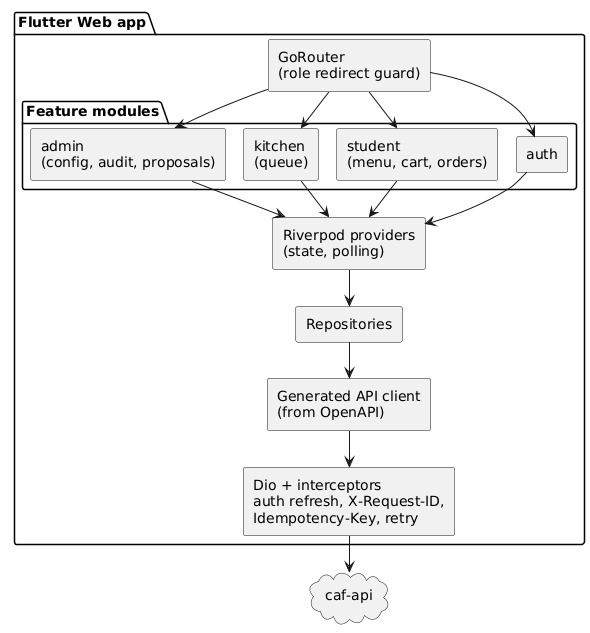 Flutter Web app
GoRouter
(role redirect guard)
Feature modules
admin
(config, audit, proposals)
kitchen
(queue)
student
(menu, cart, orders)
auth
Riverpod providers
(state, polling)
Repositories
Generated API client
(from OpenAPI)
Dio + interceptors
auth refresh, X-Request-ID,
Idempotency-Key, retry
caf-api